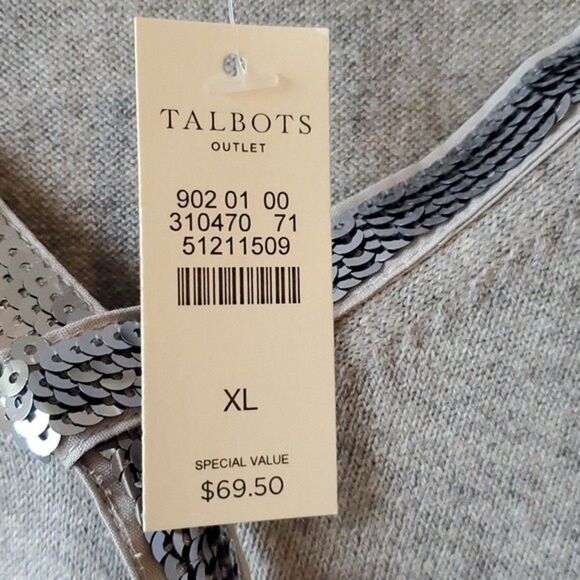 TALBOTS
OUTLET
902 01 00
310470 71
51211509
XL
SPECIAL VALUE
$69.50